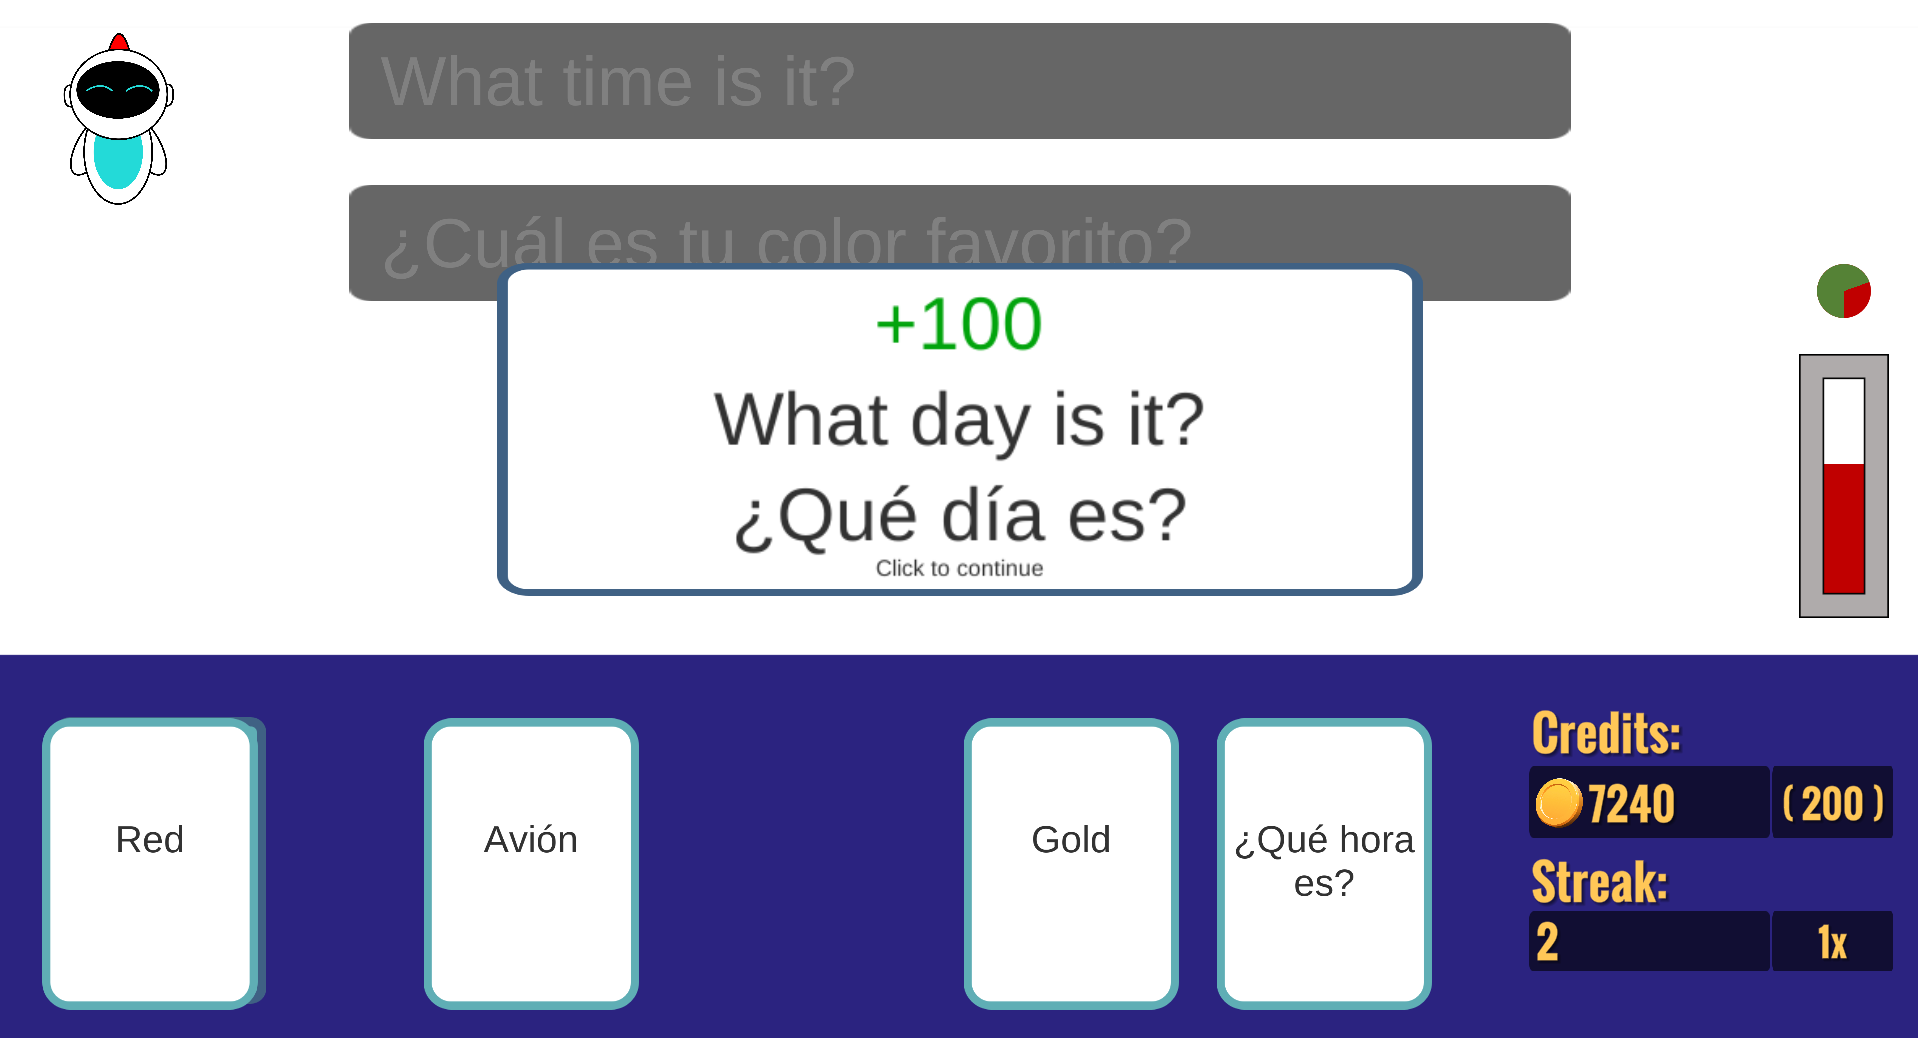 What time is it?
¿Cuál es tu color favorito?
+100
What day is it?
¿Qué día es?
Click to continue
Red
Avión
Gold
¿Qué hora
es?
Credits:
7240
( 200 )
Streak:
2
1x